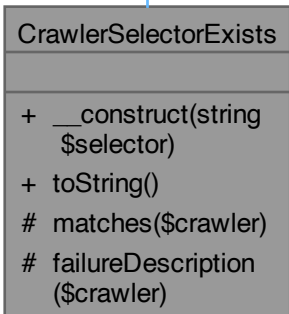 CrawlerSelectorExists
+ __construct(string
$selector)
+ toString()
# matches($crawler)
# failureDescription
($crawler)